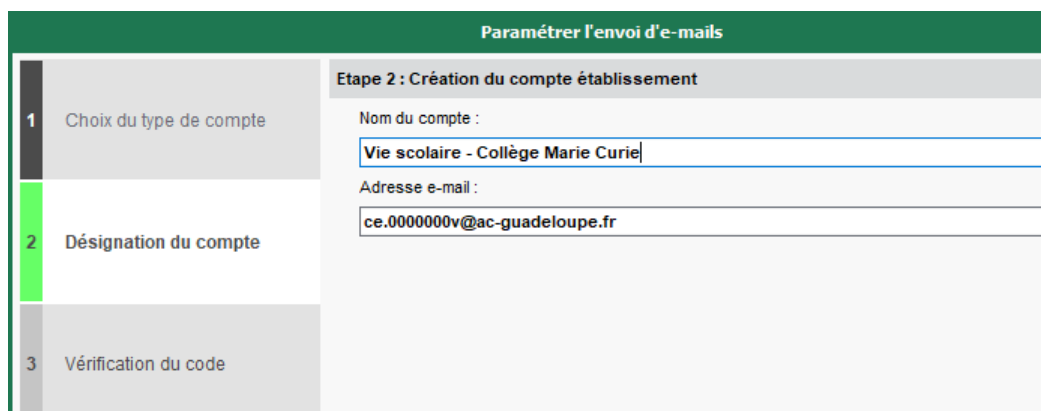 Paramétrer l'envoi d'e-mails
1 Choix du type de compte
2 Désignation du compte
3 Vérification du code
Etape 2 : Création du compte établissement
Nom du compte :
Vie scolaire - Collège Marie Curie
Adresse e-mail :
ce.0000000v@ac-guadeloupe.fr